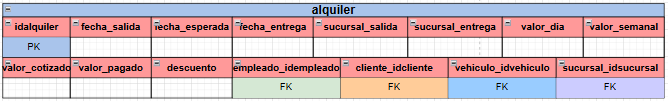 alquiler
idalquiler fecha_salida fecha_esperada fecha_entrega sucursal_salida sucursal_entrega valor_dia valor_semanal
PK
valor_cotizado valor_pagado descuento empleado_idempleado cliente_idcliente vehiculo_idvehiculo sucursal_idsucursal
FK FK FK FK